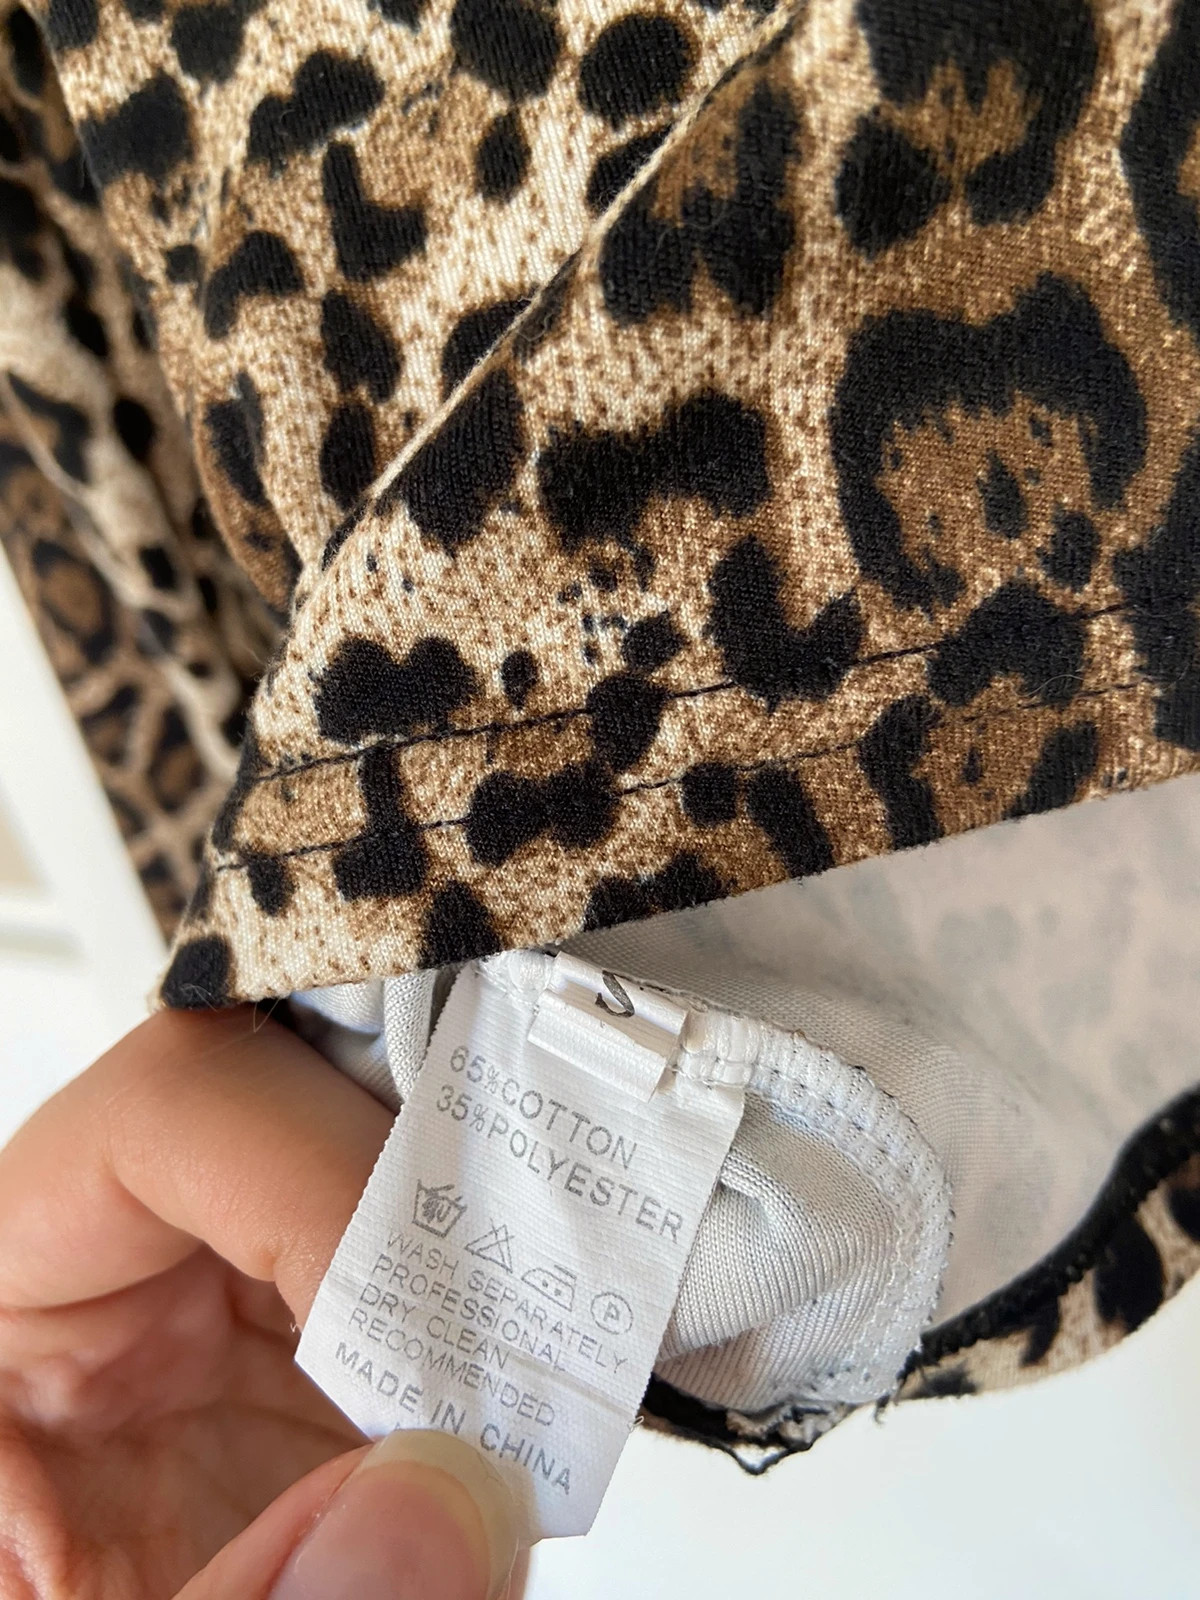 S
65%COTTON
35%POLYESTER
P
WASH SEPARATELY
PROFESSIONAL
DRY CLEAN
RECOMMENDED
MADE IN CHINA